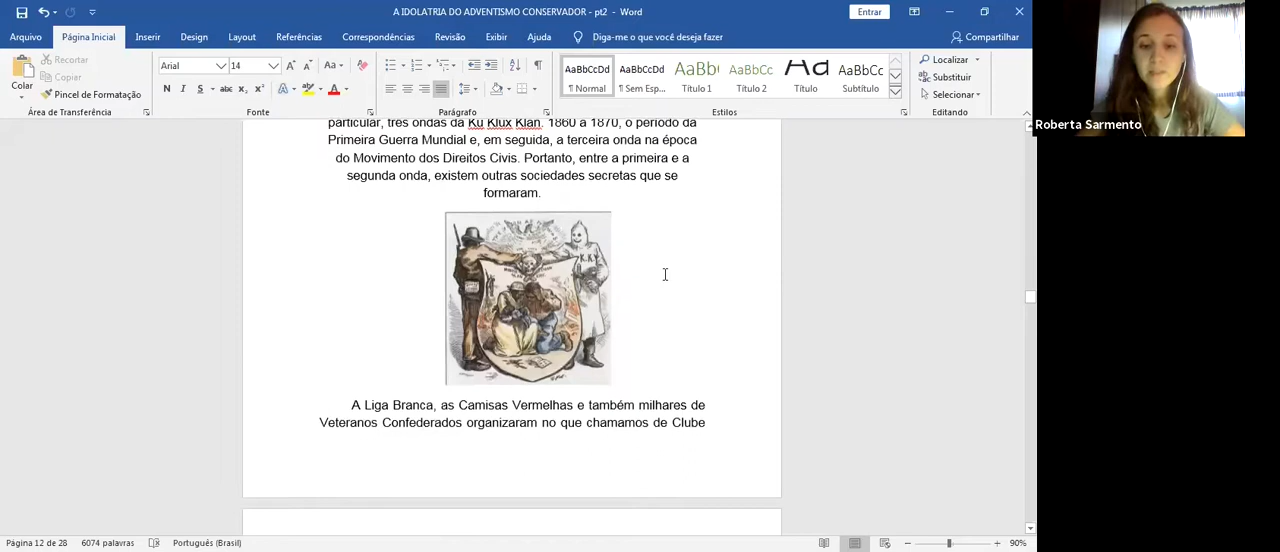 A IDOLATRIA DO ADVENTISMO CONSERVADOR - pt2 - Word
Entrar
Arquivo
Página Inicial
Inserir
Design
Layout
Referências
Correspondências
Revisão
Exibir
Ajuda
Diga-me o que você deseja fazer
Compartilhar
Colar
Recortar
Copiar
Pincel de Formatação
Área de Transferência
Arial
14
Aa
N I S abc x₂ x²
A
Fonte
Parágrafo
AaBbCcDd
¶ Normal
AaBbCcDd
¶ Sem Esp...
AaBbC
Título 1
AaBbCc
Título 2
Aa
Título
AaBbCc
Subtítulo
Estilos
Localizar
Substituir
Selecionar
Editando
Roberta Sarmento
particular, três ondas da Ku Klux Klan. 1860 a 1870, o período da
Primeira Guerra Mundial e, em seguida, a terceira onda na época
do Movimento dos Direitos Civis. Portanto, entre a primeira e a
segunda onda, existem outras sociedades secretas que se
formaram.
A Liga Branca, as Camisas Vermelhas e também milhares de
Veteranos Confederados organizaram no que chamamos de Clube
Página 12 de 28
6074 palavras
Português (Brasil)
90%